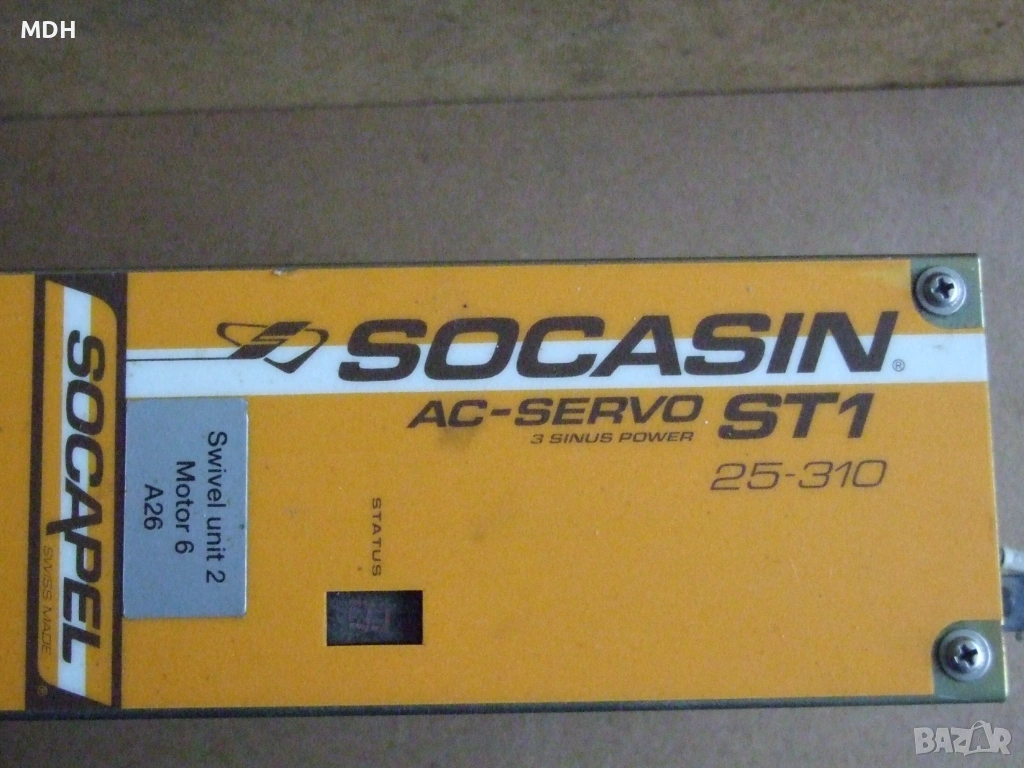 MDH
SOCASIN®
AC-SERVO ST1
3 SINUS POWER
25-310
SOCAPEL
SWISS MADE
®
Swivel unit 2
Motor 6
A26
STATUS
BAZAR